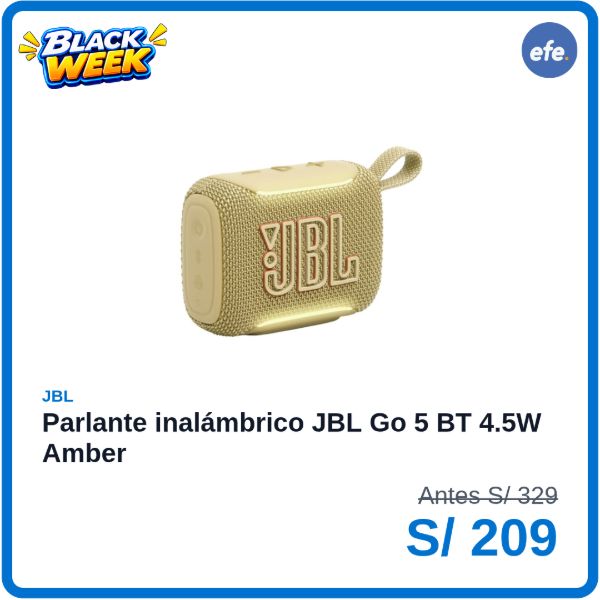 BLACK
WEEK
efe.
JBL
JBL
Parlante inalámbrico JBL Go 5 BT 4.5W
Amber
Antes S/ 329
S/ 209